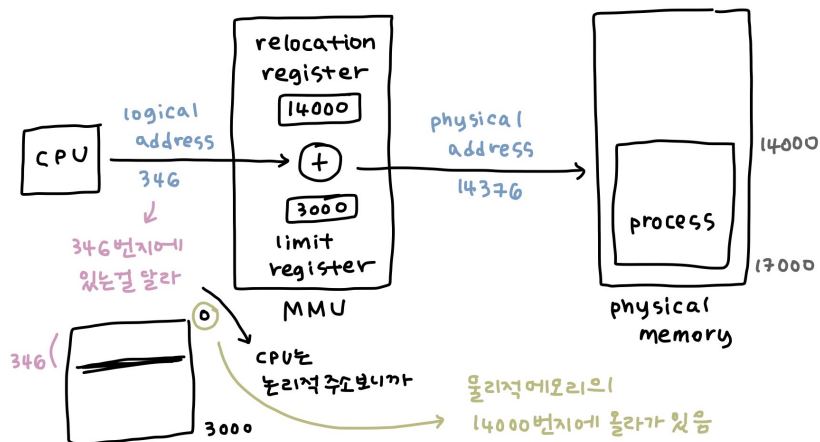 CPU
logical
address
346
346번지에
있는걸 달라
relocation
register
14000
+
3000
limit
register
MMU
physical
address
14376
14000
process
17000
physical
memory
346
0
3000
CPU는
논리적 주소보니까
물리적메모리의
14000번지에 올라가 있음